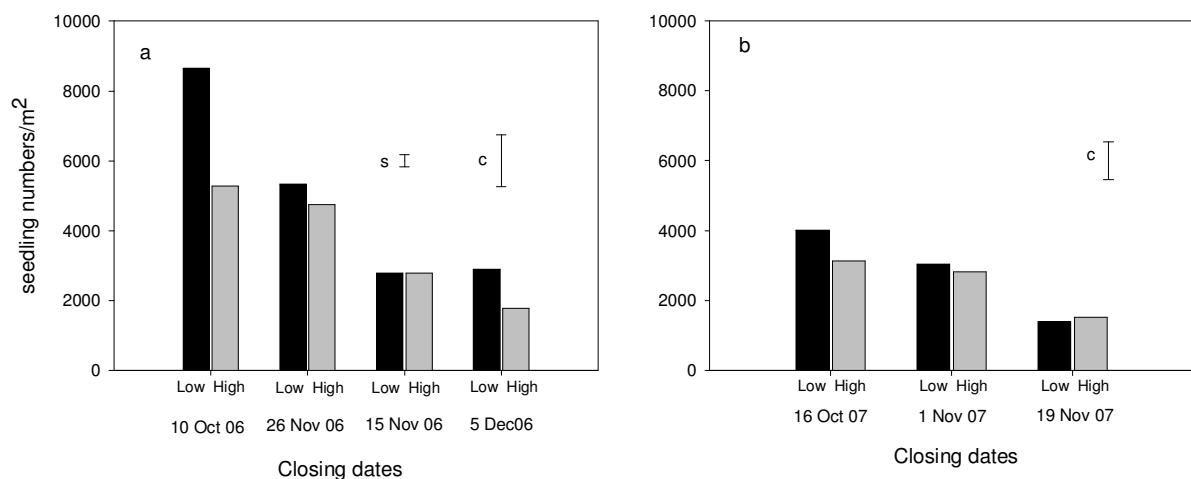 a
seedling numbers/m²
10000
8000
6000
4000
2000
0
s
c
Low High Low High Low High Low High
10 Oct 06 26 Nov 06 15 Nov 06 5 Dec06
Closing dates
b
10000
8000
6000
4000
2000
0
c
Low High Low High Low High
16 Oct 07 1 Nov 07 19 Nov 07
Closing dates